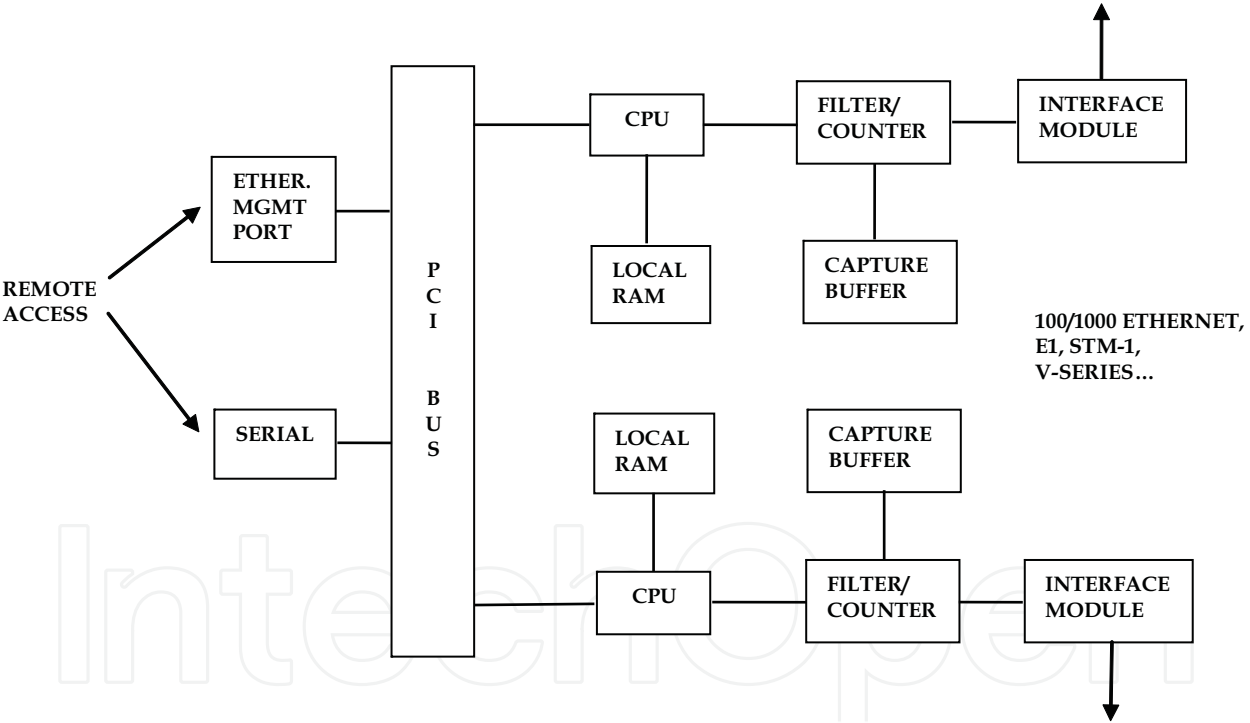 REMOTE
ACCESS
ETHER.
MGMT
PORT
SERIAL
P
C
I
B
U
S
CPU
LOCAL
RAM
FILTER/
COUNTER
CAPTURE
BUFFER
INTERFACE
MODULE
100/1000 ETHERNET,
E1, STM-1,
V-SERIES…
LOCAL
RAM
CPU
CAPTURE
BUFFER
FILTER/
COUNTER
INTERFACE
MODULE
IntechOpen